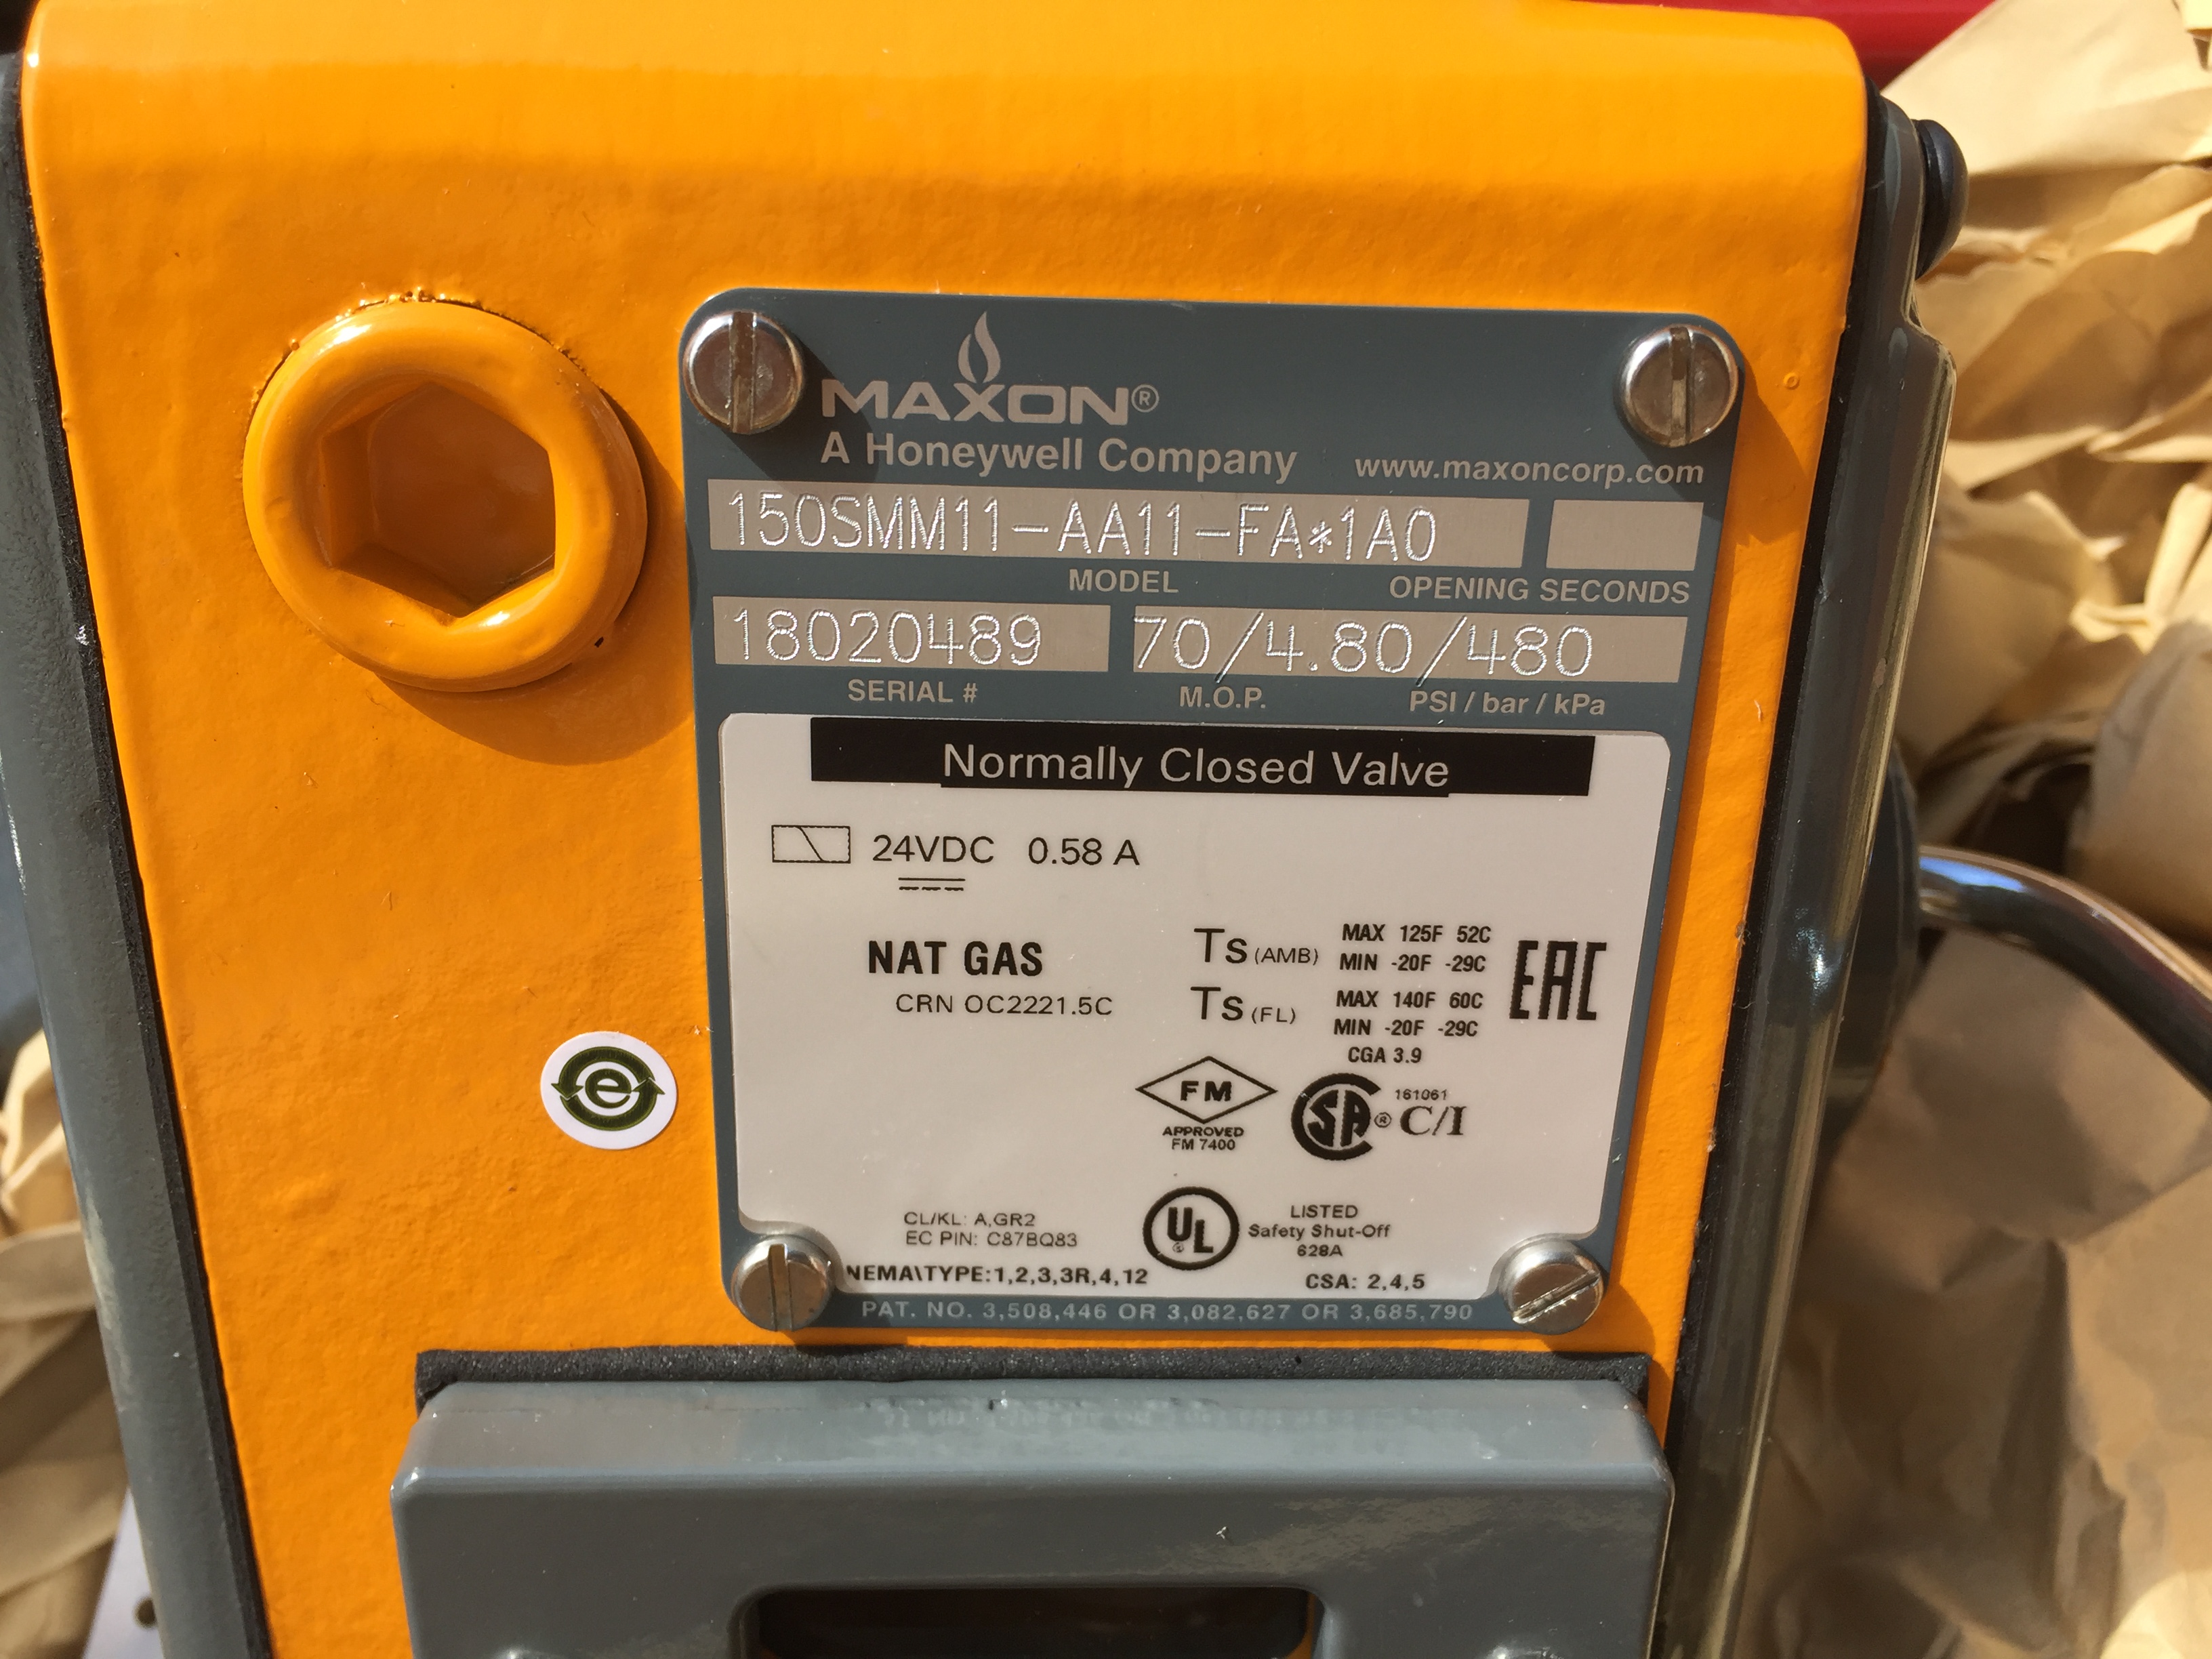 MAXON®
A Honeywell Company www.maxoncorp.com
150SMM11-AA11-FA*1A0
MODEL OPENING SECONDS
18020489 70/4.80/480
SERIAL # M.O.P. PSI / bar / kPa
Normally Closed Valve
24VDC 0.58 A
NAT GAS
CRN OC2221.5C
Ts (AMB) MAX 125F 52C
MIN -20F -29C
Ts (FL) MAX 140F 60C
MIN -20F -29C
EAC
CGA 3.9
FM
APPROVED
FM 7400
SA® 161061
C/I
e
CL/KL: A,GR2
EC PIN: C87BQ83
UL
LISTED
Safety Shut-Off
628A
NEMA\TYPE:1,2,3,3R,4,12 CSA: 2,4,5
PAT. NO. 3,508,446 OR 3,082,627 OR 3,685,790